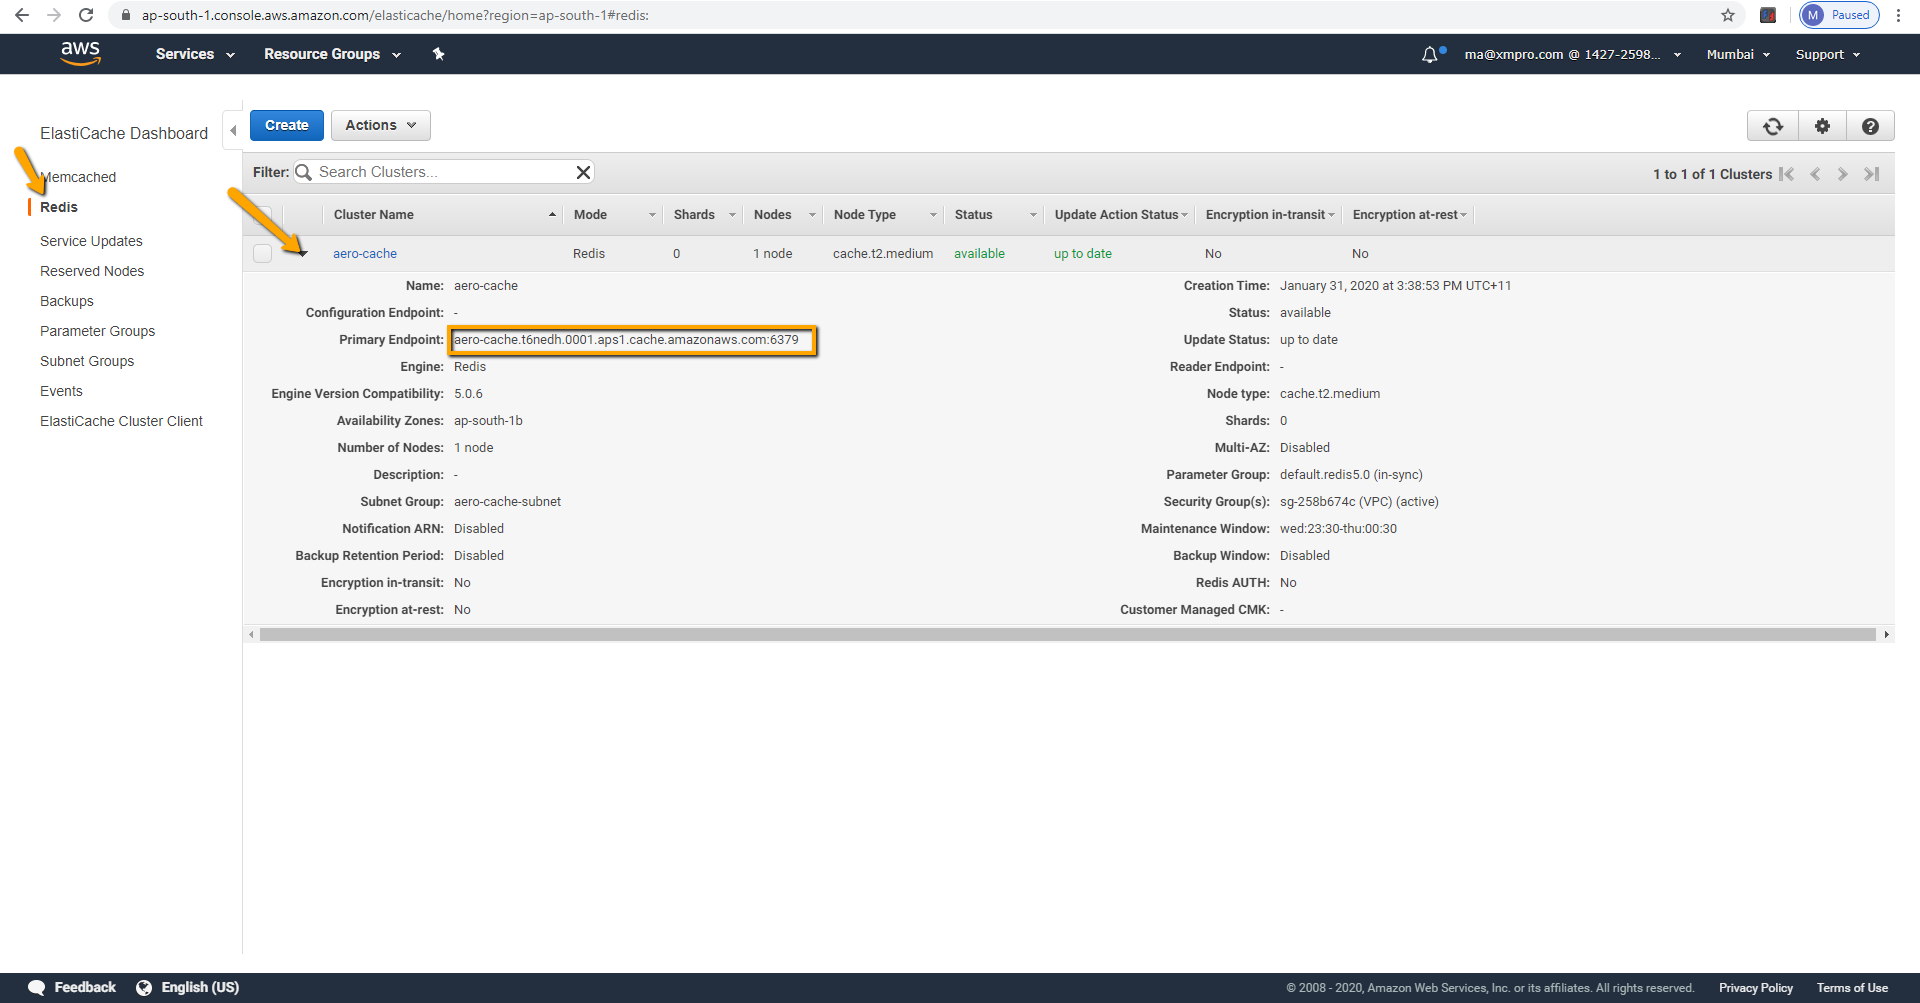 ap-south-1.console.aws.amazon.com/elasticache/home?region=ap-south-1#redis:
M Paused
aws Services Resource Groups ma@xmpro.com @ 1427-2598... Mumbai Support
ElastiCache Dashboard
Memcached
Redis
Service Updates
Reserved Nodes
Backups
Parameter Groups
Subnet Groups
Events
ElastiCache Cluster Client
Create Actions
Filter: Search Clusters... 1 to 1 of 1 Clusters
Cluster Name Mode Shards Nodes Node Type Status Update Action Status Encryption in-transit Encryption at-rest
aero-cache Redis 0 1 node cache.t2.medium available up to date No No
Name: aero-cache
Configuration Endpoint: -
Primary Endpoint: aero-cache.t6nedh.0001.aps1.cache.amazonaws.com:6379
Engine: Redis
Engine Version Compatibility: 5.0.6
Availability Zones: ap-south-1b
Number of Nodes: 1 node
Description: -
Subnet Group: aero-cache-subnet
Notification ARN: Disabled
Backup Retention Period: Disabled
Encryption in-transit: No
Encryption at-rest: No
Creation Time: January 31, 2020 at 3:38:53 PM UTC+11
Status: available
Update Status: up to date
Reader Endpoint: -
Node type: cache.t2.medium
Shards: 0
Multi-AZ: Disabled
Parameter Group: default.redis5.0 (in-sync)
Security Group(s): sg-258b674c (VPC) (active)
Maintenance Window: wed:23:30-thu:00:30
Backup Window: Disabled
Redis AUTH: No
Customer Managed CMK: -
Feedback English (US) © 2008 - 2020, Amazon Web Services, Inc. or its affiliates. All rights reserved. Privacy Policy Terms of Use